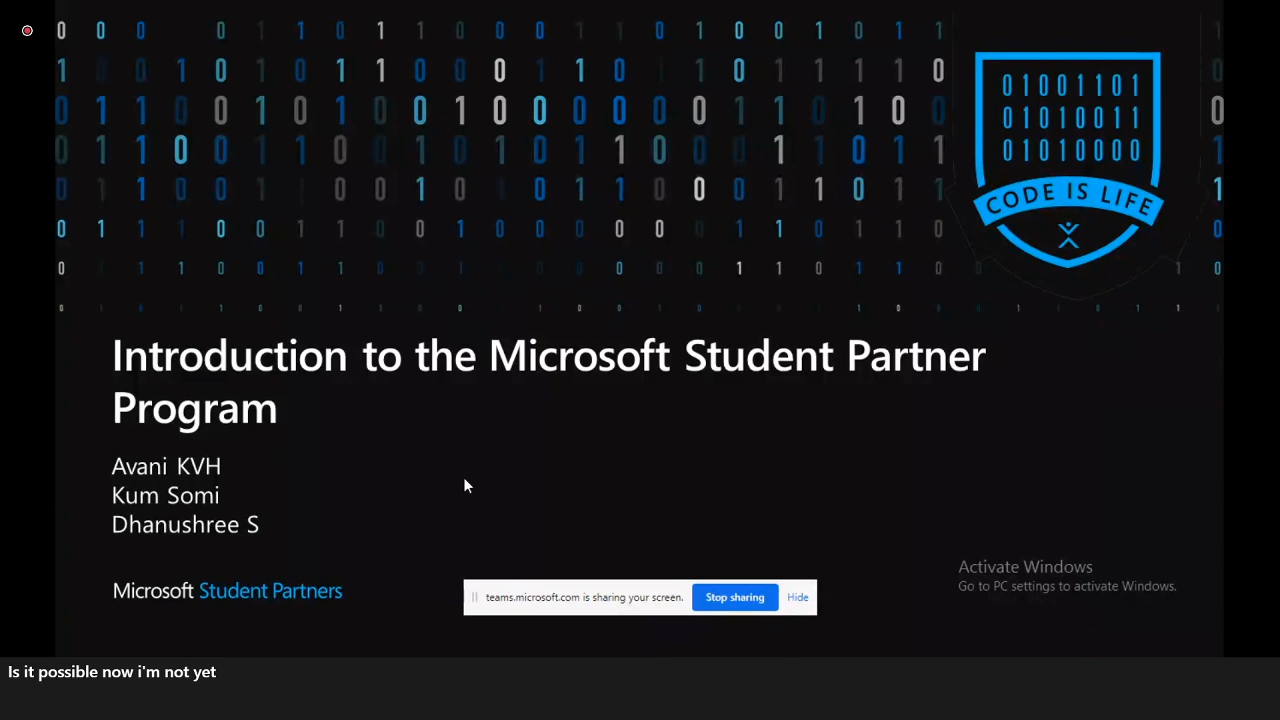 01001101
01010011
01010000
CODE IS LIFE
Introduction to the Microsoft Student Partner
Program
Avani KVH
Kum Somi
Dhanushree S
Microsoft Student Partners
teams.microsoft.com is sharing your screen.
Stop sharing
Hide
Activate Windows
Go to PC settings to activate Windows.
Is it possible now i'm not yet